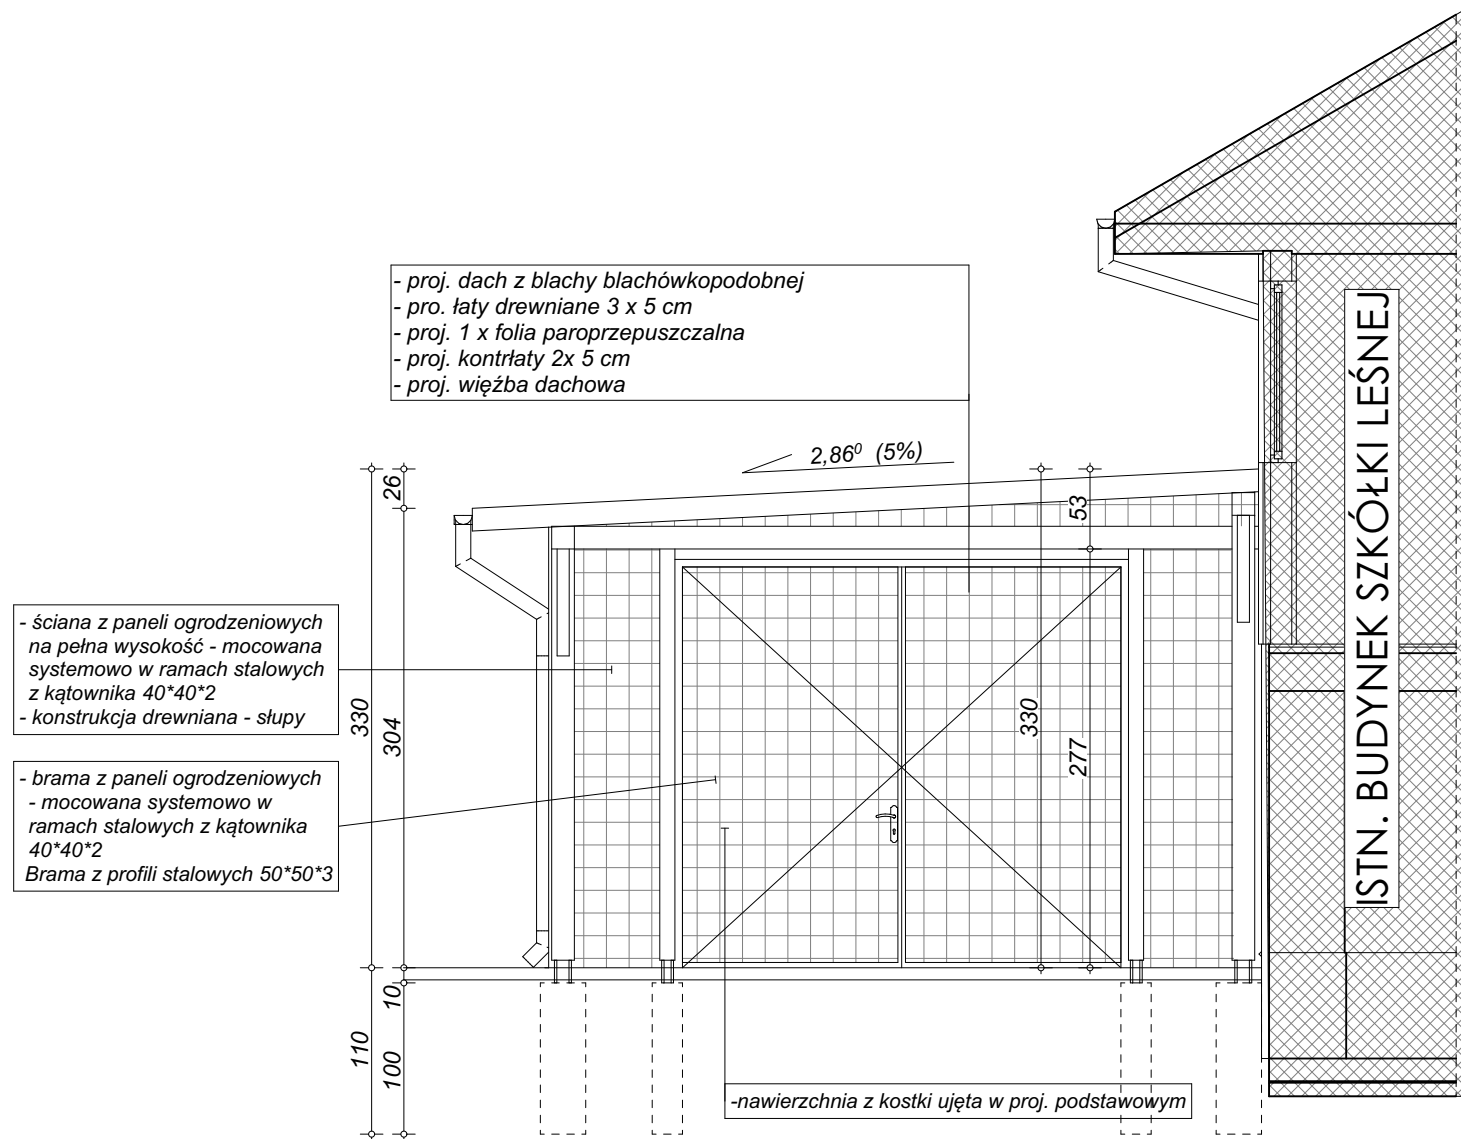 - proj. dach z blachy blachówkopodobnej
- pro. łaty drewniane 3 x 5 cm
- proj. 1 x folia paroprzepuszczalna
- proj. kontrłaty 2x 5 cm
- proj. więźba dachowa
2,86⁰ (5%)
26
53
- ściana z paneli ogrodzeniowych
na pełna wysokość - mocowana
systemowo w ramach stalowych
z kątownika 40*40*2
- konstrukcja drewniana - słupy
330
304
330
277
- brama z paneli ogrodzeniowych
- mocowana systemowo w
ramach stalowych z kątownika
40*40*2
Brama z profili stalowych 50*50*3
ISTN. BUDYNEK SZKÓŁKI LEŚNEJ
10
110
100
-nawierzchnia z kostki ujęta w proj. podstawowym